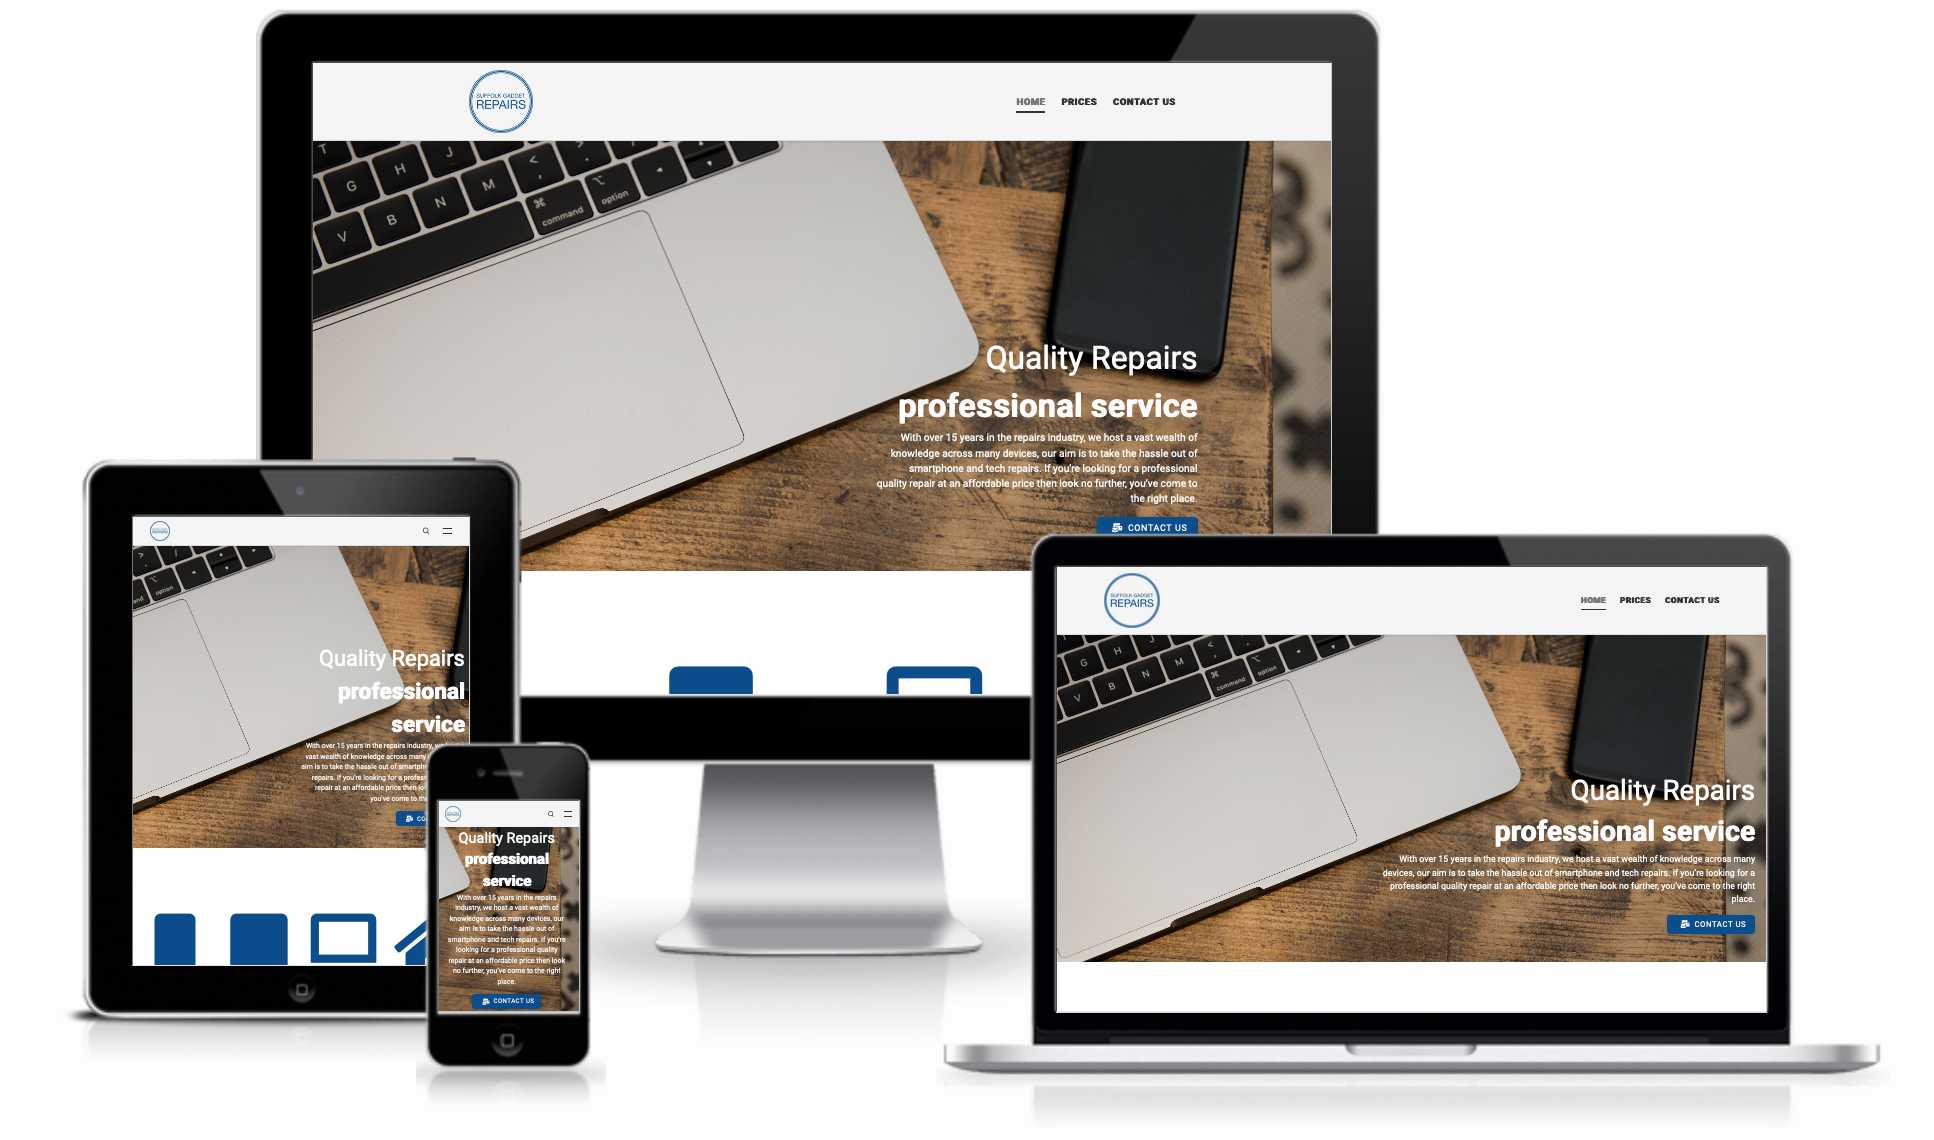 SUFFOLK GADGET
REPAIRS
HOME PRICES CONTACT US
T
G H J < > /
V B N M ,
⌘ command
⌥ option
Quality Repairs
professional service
With over 15 years in the repairs industry, we host a vast wealth of
knowledge across many devices, our aim is to take the hassle out of
smartphone and tech repairs. If you're looking for a professional
quality repair at an affordable price then look no further, you've come to
the right place.
CONTACT US
option
Quality Repairs
professional
service
With over 15 years in the repairs industry, we
vast wealth of knowledge across many
aim is to take the hassle out of smartp
repairs. If you're looking for a profes
repair at an affordable price then lo
you've come to th
CO
Quality Repairs
professional
service
With over 15 years in the repairs
industry, we host a vast wealth of
knowledge across many devices, our
aim is to take the hassle out of
smartphone and tech repairs. If you're
looking for a professional quality
repair at an affordable price then look
no further, you've come to the right
place.
CONTACT US
SUFFOLK GADGET
REPAIRS
HOME PRICES CONTACT US
G H J
V B N M
⌘ command
⌥ option
Quality Repairs
professional service
With over 15 years in the repairs industry, we host a vast wealth of knowledge across many
devices, our aim is to take the hassle out of smartphone and tech repairs. If you're looking for a
professional quality repair at an affordable price then look no further, you've come to the right
place.
CONTACT US